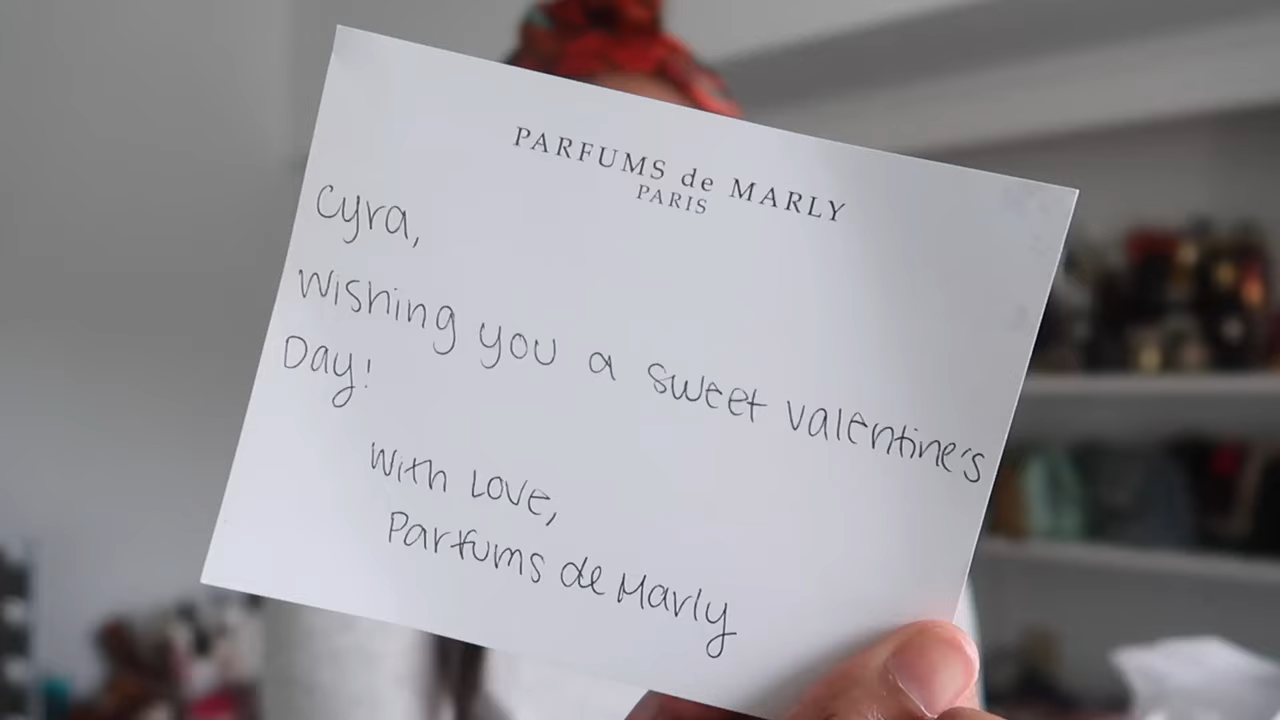 PARFUMS de MARLY
PARIS
Cyra,
Wishing you a sweet valentine's
Day!
With Love,
Parfums de Marly